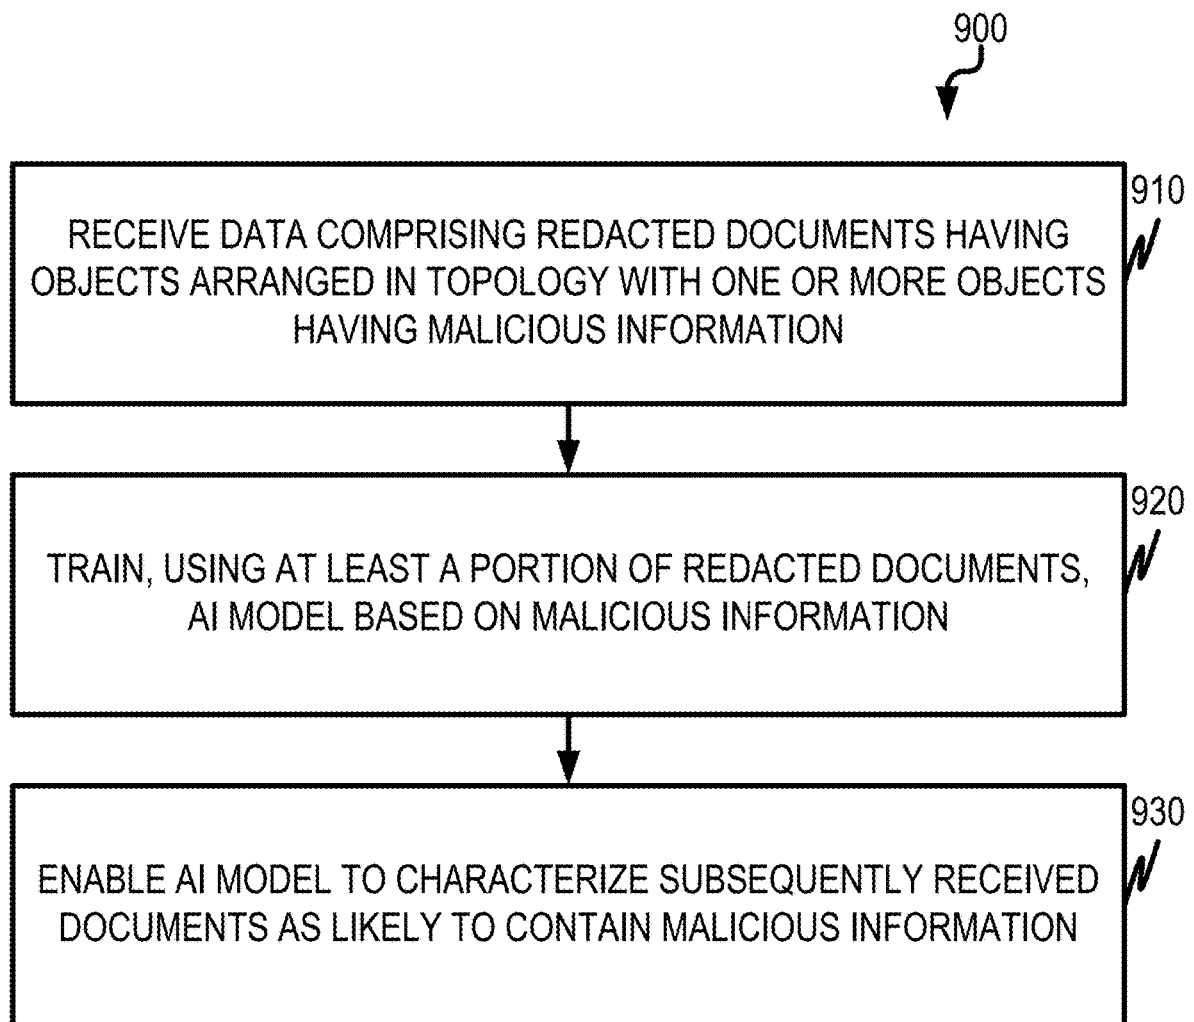 900
910
RECEIVE DATA COMPRISING REDACTED DOCUMENTS HAVING
OBJECTS ARRANGED IN TOPOLOGY WITH ONE OR MORE OBJECTS
HAVING MALICIOUS INFORMATION
920
TRAIN, USING AT LEAST A PORTION OF REDACTED DOCUMENTS,
AI MODEL BASED ON MALICIOUS INFORMATION
930
ENABLE AI MODEL TO CHARACTERIZE SUBSEQUENTLY RECEIVED
DOCUMENTS AS LIKELY TO CONTAIN MALICIOUS INFORMATION